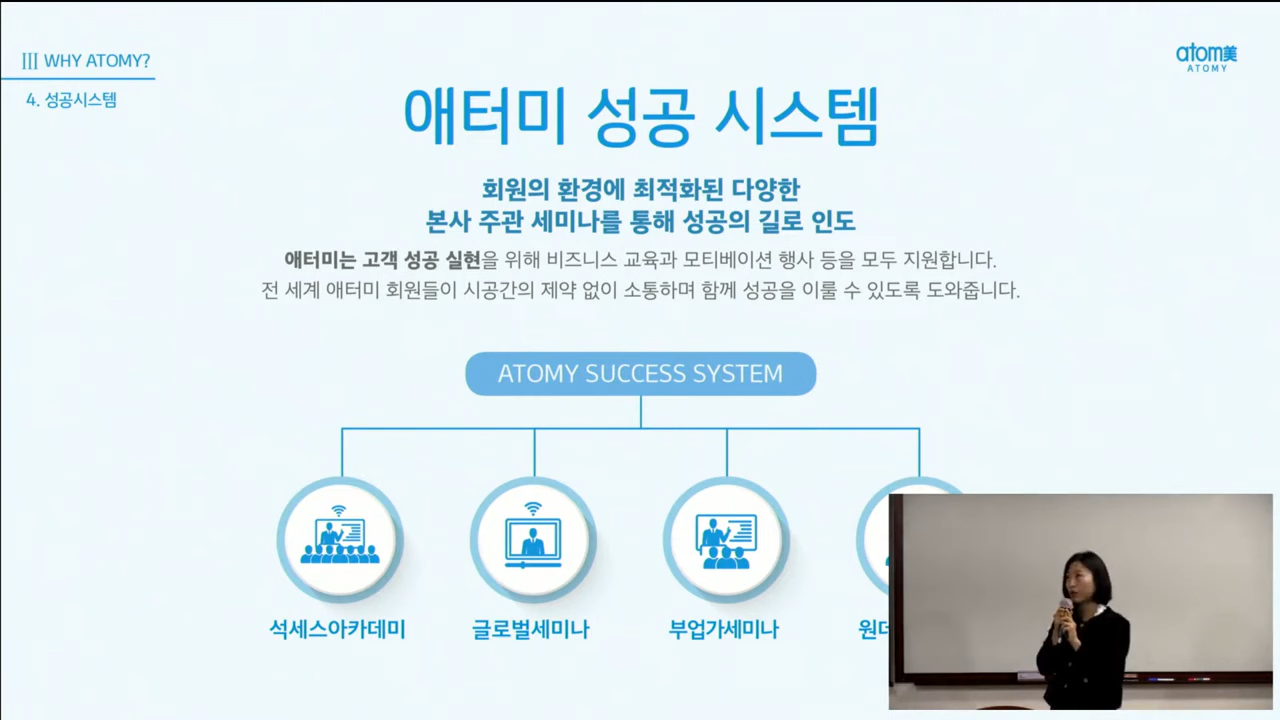 III WHY ATOMY?
4. 성공시스템
atom美
ATOMY
애터미 성공 시스템
회원의 환경에 최적화된 다양한
본사 주관 세미나를 통해 성공의 길로 인도
애터미는 고객 성공 실현을 위해 비즈니스 교육과 모티베이션 행사 등을 모두 지원합니다.
전 세계 애터미 회원들이 시공간의 제약 없이 소통하며 함께 성공을 이룰 수 있도록 도와줍니다.
ATOMY SUCCESS SYSTEM
석세스아카데미
글로벌세미나
부업가세미나